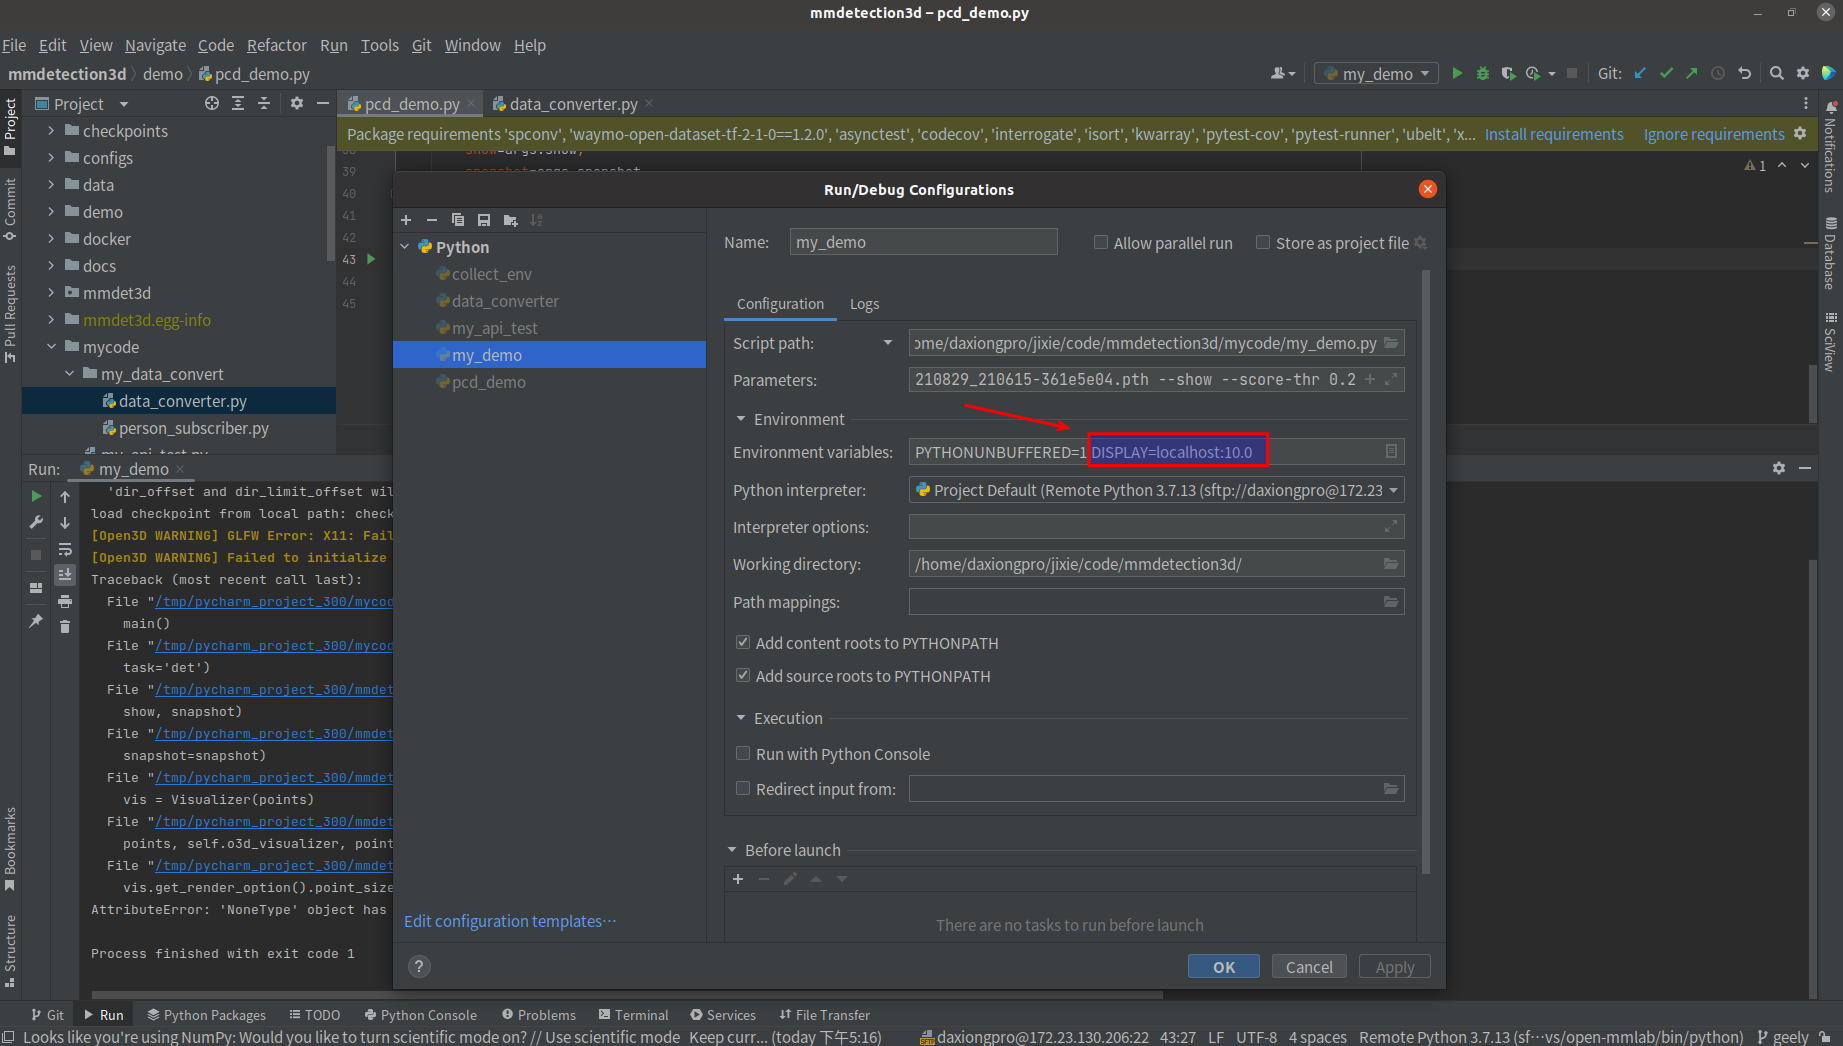 mmdetection3d – pcd_demo.py
File Edit View Navigate Code Refactor Run Tools Git Window Help
mmdetection3d demo pcd_demo.py
my_demo Git:
Project
pcd_demo.py data_converter.py
Package requirements 'spconv', 'waymo-open-dataset-tf-2-1-0==1.2.0', 'asynctest', 'codecov', 'interrogate', 'isort', 'kwarray', 'pytest-cov', 'pytest-runner', 'ubelt', 'x... Install requirements Ignore requirements
Project
Commit
Pull Requests
Bookmarks
Structure
Notifications
Database
SciView
checkpoints
configs
data
demo
docker
docs
mmdet3d
mmdet3d.egg-info
mycode
my_data_convert
data_converter.py
person_subscriber.py
my_api_test.py
38 show=args.show,
39 snapshot=args.snapshot
40
41
42
43
44
45
1
Run/Debug Configurations
Python
collect_env
data_converter
my_api_test
my_demo
pcd_demo
Edit configuration templates...
Name: my_demo Allow parallel run Store as project file
Configuration Logs
Script path: ome/daxiongpro/jixie/code/mmdetection3d/mycode/my_demo.py
Parameters: 210829_210615-361e5e04.pth --show --score-thr 0.2
Environment
Environment variables: PYTHONUNBUFFERED=1 DISPLAY=localhost:10.0
Python interpreter: Project Default (Remote Python 3.7.13 (sftp://daxiongpro@172.23
Interpreter options:
Working directory: /home/daxiongpro/jixie/code/mmdetection3d/
Path mappings:
Add content roots to PYTHONPATH
Add source roots to PYTHONPATH
Execution
Run with Python Console
Redirect input from:
Before launch
There are no tasks to run before launch
? OK Cancel Apply
Run: my_demo
'dir_offset and dir_limit_offset wil
load checkpoint from local path: chec
[Open3D WARNING] GLFW Error: X11: Fai
[Open3D WARNING] Failed to initialize
Traceback (most recent call last):
File "/tmp/pycharm_project_300/mycod
main()
File "/tmp/pycharm_project_300/mycod
task='det')
File "/tmp/pycharm_project_300/mmdet
show, snapshot)
File "/tmp/pycharm_project_300/mmdet
snapshot=snapshot)
File "/tmp/pycharm_project_300/mmdet
vis = Visualizer(points)
File "/tmp/pycharm_project_300/mmdet
points, self.o3d_visualizer, point
File "/tmp/pycharm_project_300/mmdet
vis.get_render_option().point_size
AttributeError: 'NoneType' object has
Process finished with exit code 1
Git Run Python Packages TODO Python Console Problems Terminal Services File Transfer
Looks like you're using NumPy: Would you like to turn scientific mode on? // Use scientific mode Keep curr... (today 下午5:16) daxiongpro@172.23.130.206:22 43:27 LF UTF-8 4 spaces Remote Python 3.7.13 (sf···vs/open-mmlab/bin/python) geely